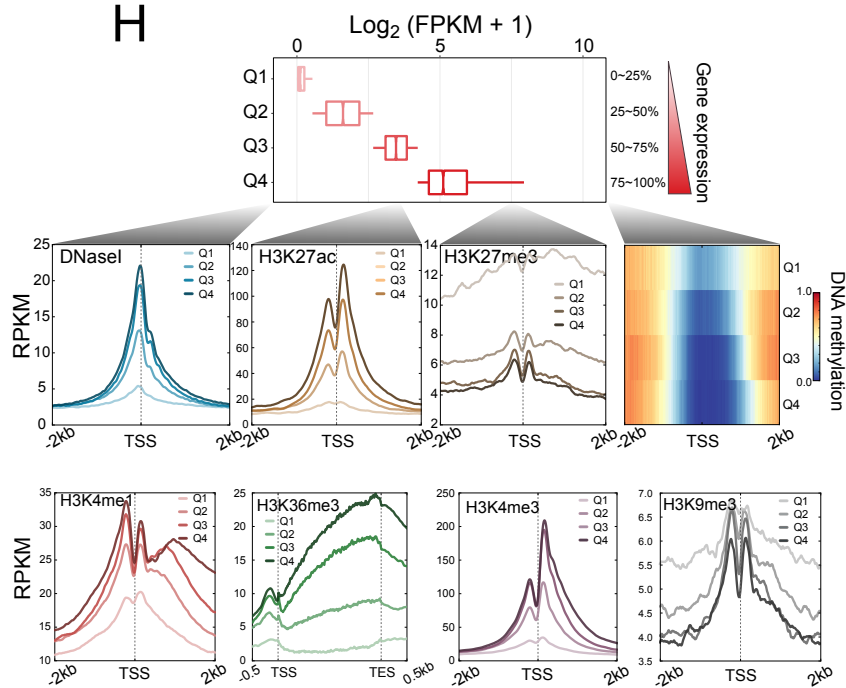 H
Log2 (FPKM + 1)
0 5 10
Q1 0~25%
Q2 25~50%
Q3 50~75%
Q4 75~100%
Gene expression
DNaseI
Q1
Q2
Q3
Q4
RPKM
25
20
15
10
5
0
-2kb TSS 2kb
H3K27ac
Q1
Q2
Q3
Q4
140
120
100
80
60
40
20
0
-2kb TSS 2kb
H3K27me3
Q1
Q2
Q3
Q4
14
12
10
8
6
4
2
-2kb TSS 2kb
Q1
Q2
Q3
Q4
DNA methylation
1.0
0.0
-2kb TSS 2kb
H3K4me1
Q1
Q2
Q3
Q4
RPKM
35
30
25
20
15
10
-2kb TSS 2kb
H3K36me3
Q1
Q2
Q3
Q4
25
20
15
10
5
0
-0.5 TSS TES 0.5kb
H3K4me3
Q1
Q2
Q3
Q4
250
200
150
100
50
0
-2kb TSS 2kb
H3K9me3
Q1
Q2
Q3
Q4
7.0
6.5
6.0
5.5
5.0
4.5
4.0
3.5
-2kb TSS 2kb